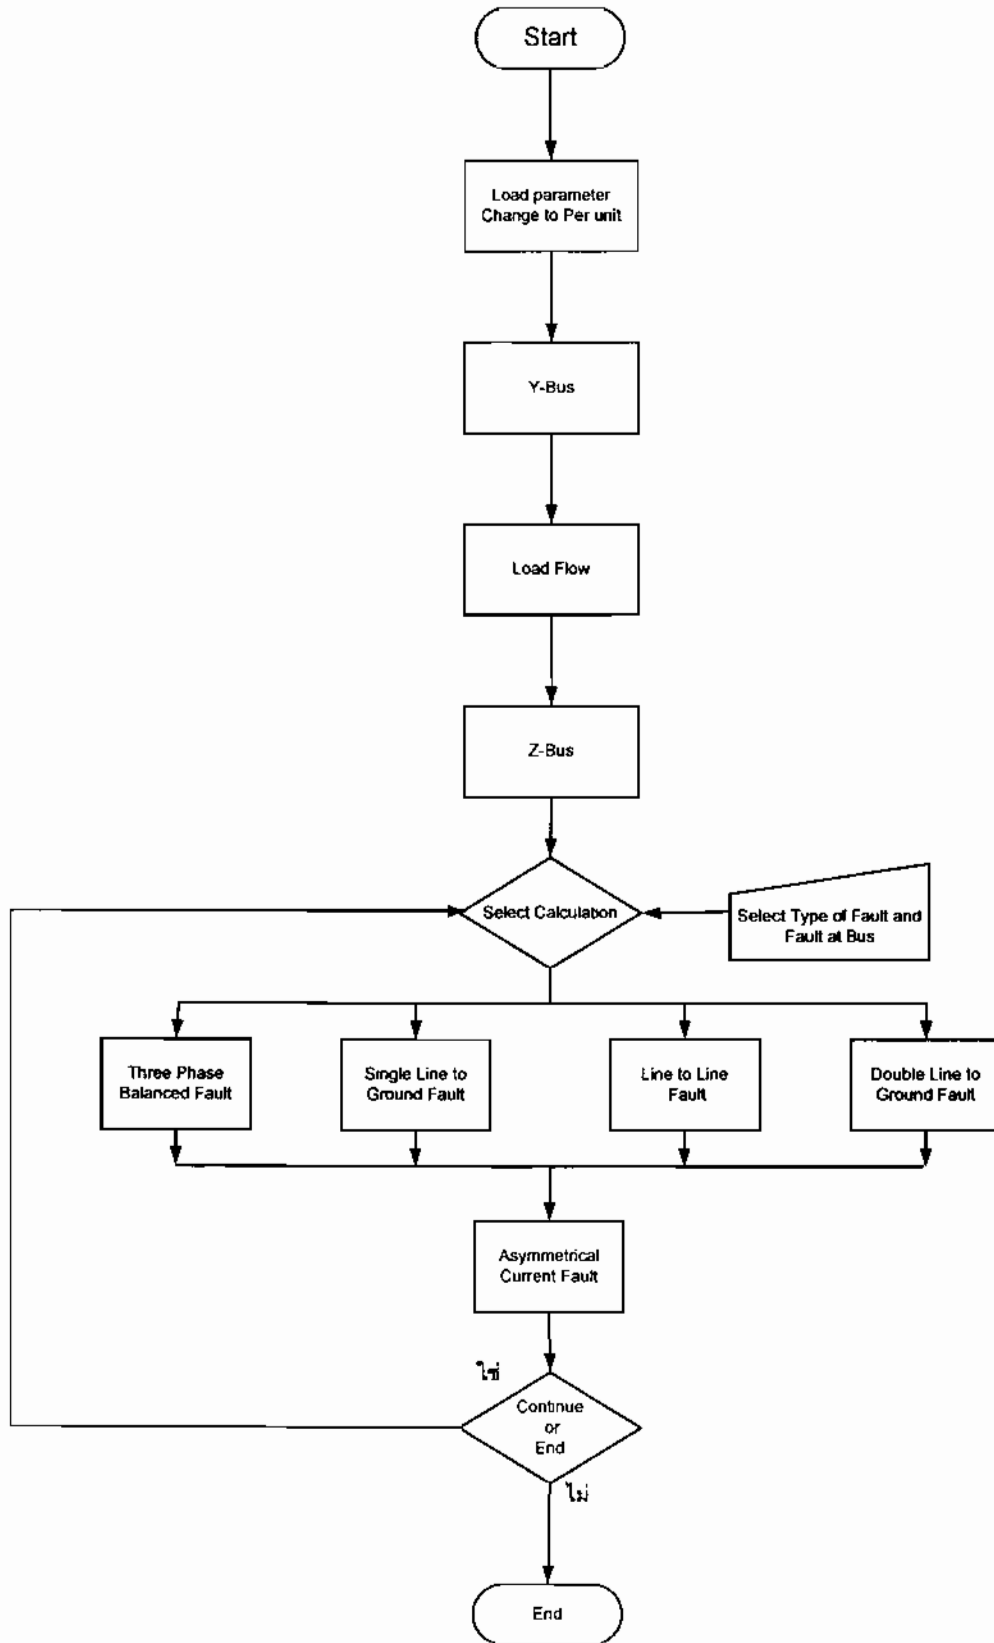 Start
Load parameter
Change to Per unit
Y-Bus
Load Flow
Z-Bus
Select Calculation
Select Type of Fault and
Fault at Bus
Three Phase
Balanced Fault
Single Line to
Ground Fault
Line to Line
Fault
Double Line to
Ground Fault
Asymmetrical
Current Fault
ใช่
Continue
or
End
ไม่
End